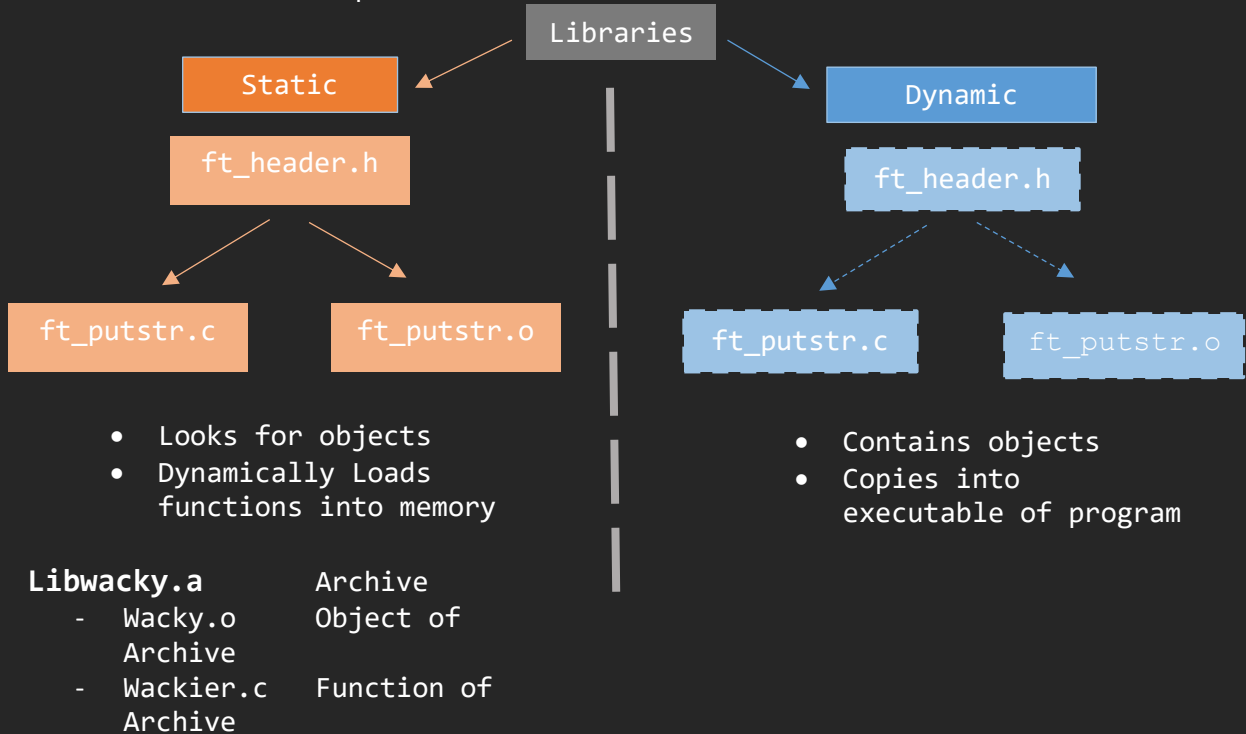 Libraries
Static
Dynamic
ft_header.h
ft_header.h
ft_putstr.c
ft_putstr.o
ft_putstr.c
ft_putstr.o
• Looks for objects
• Dynamically Loads
functions into memory
• Contains objects
• Copies into
executable of program
Libwacky.a Archive
- Wacky.o Object of
Archive
- Wackier.c Function of
Archive